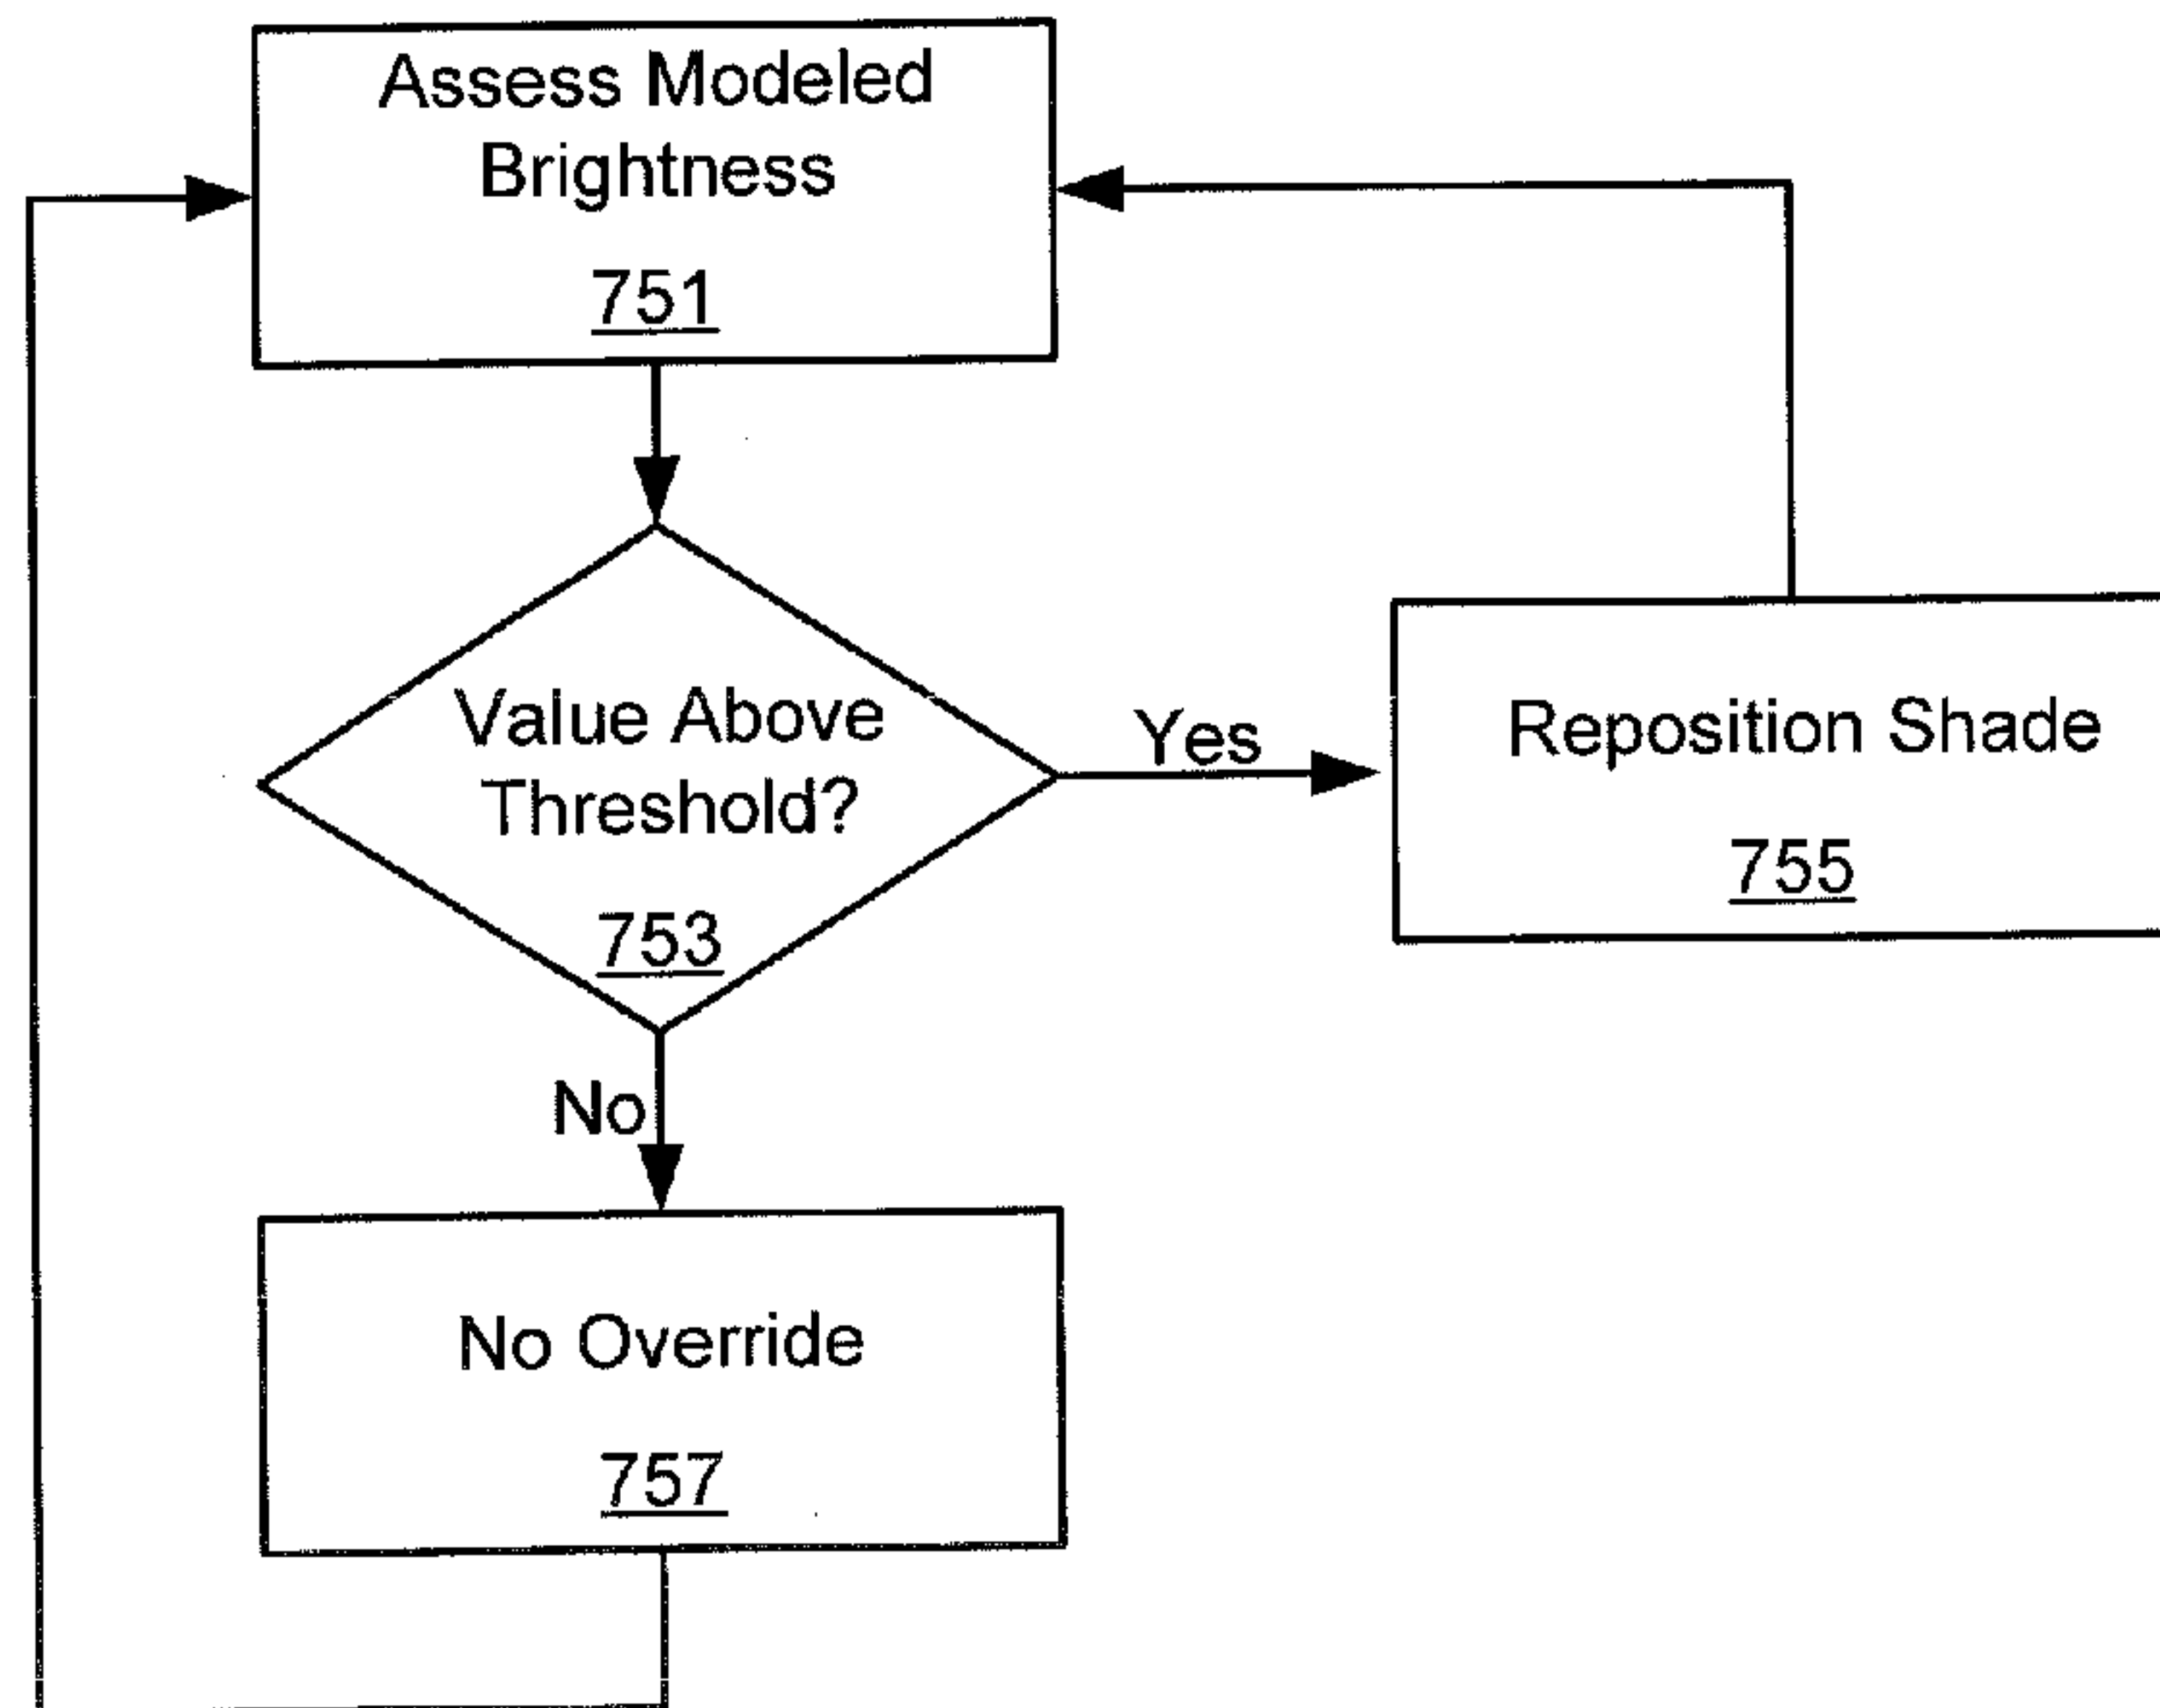 Assess Modeled
Brightness
751
Value Above
Threshold?
753
Yes
Reposition Shade
755
No
No Override
757